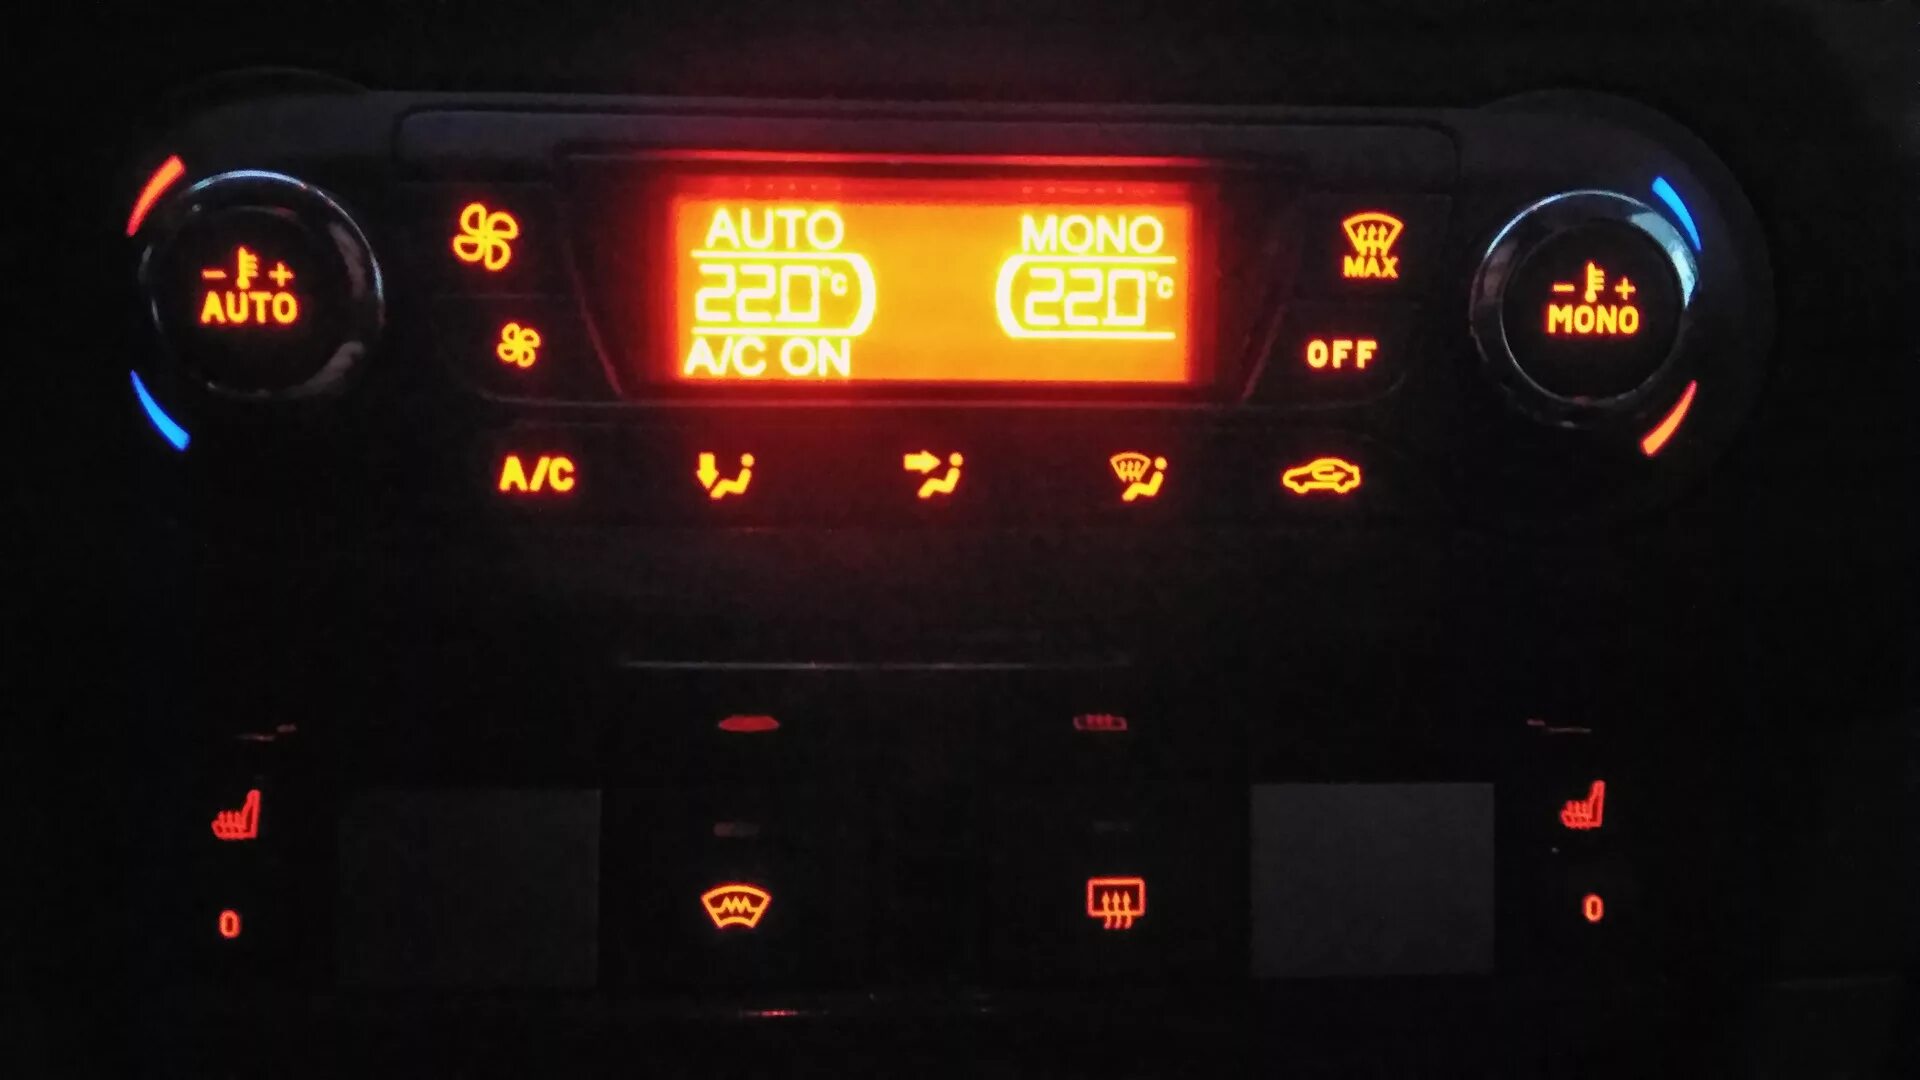 AUTO MONO
22.0°C 22.0°C
A/C ON
- + AUTO
MAX
OFF
- + MONO
A/C
0 0